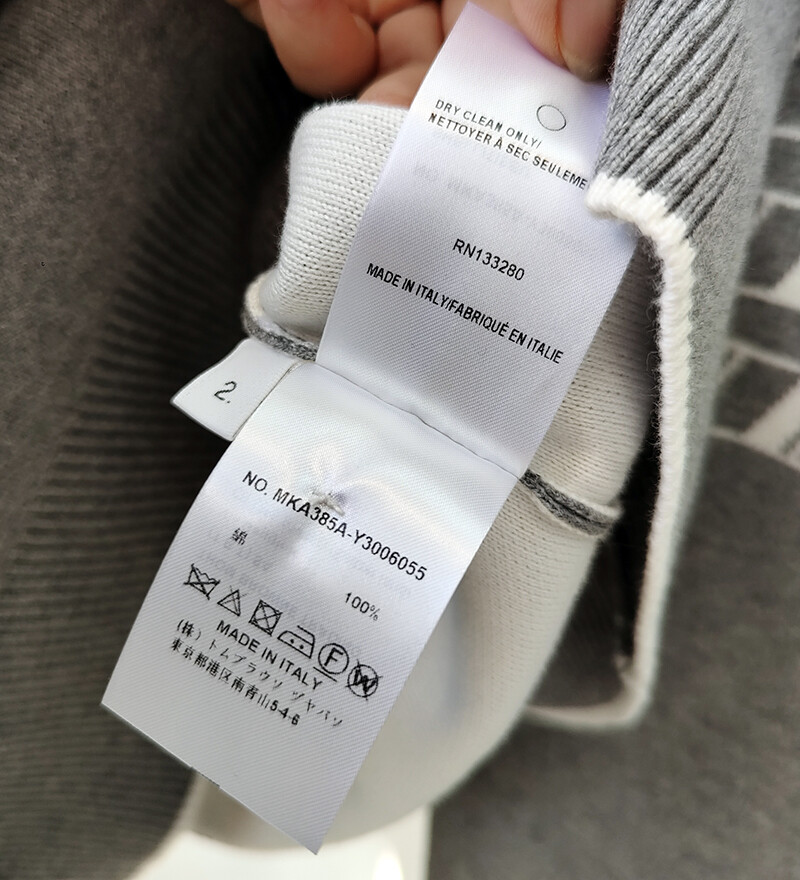 DRY CLEAN ONLY/
NETTOYER À SEC SEULEME
RN133280
MADE IN ITALY/FABRIQUÉ EN ITALIE
2.
NO. MKA385A-Y3006055
綿
100%
F W
MADE IN ITALY
(株) トムブラウン ジャパン
東京都港区南青山5-4-6